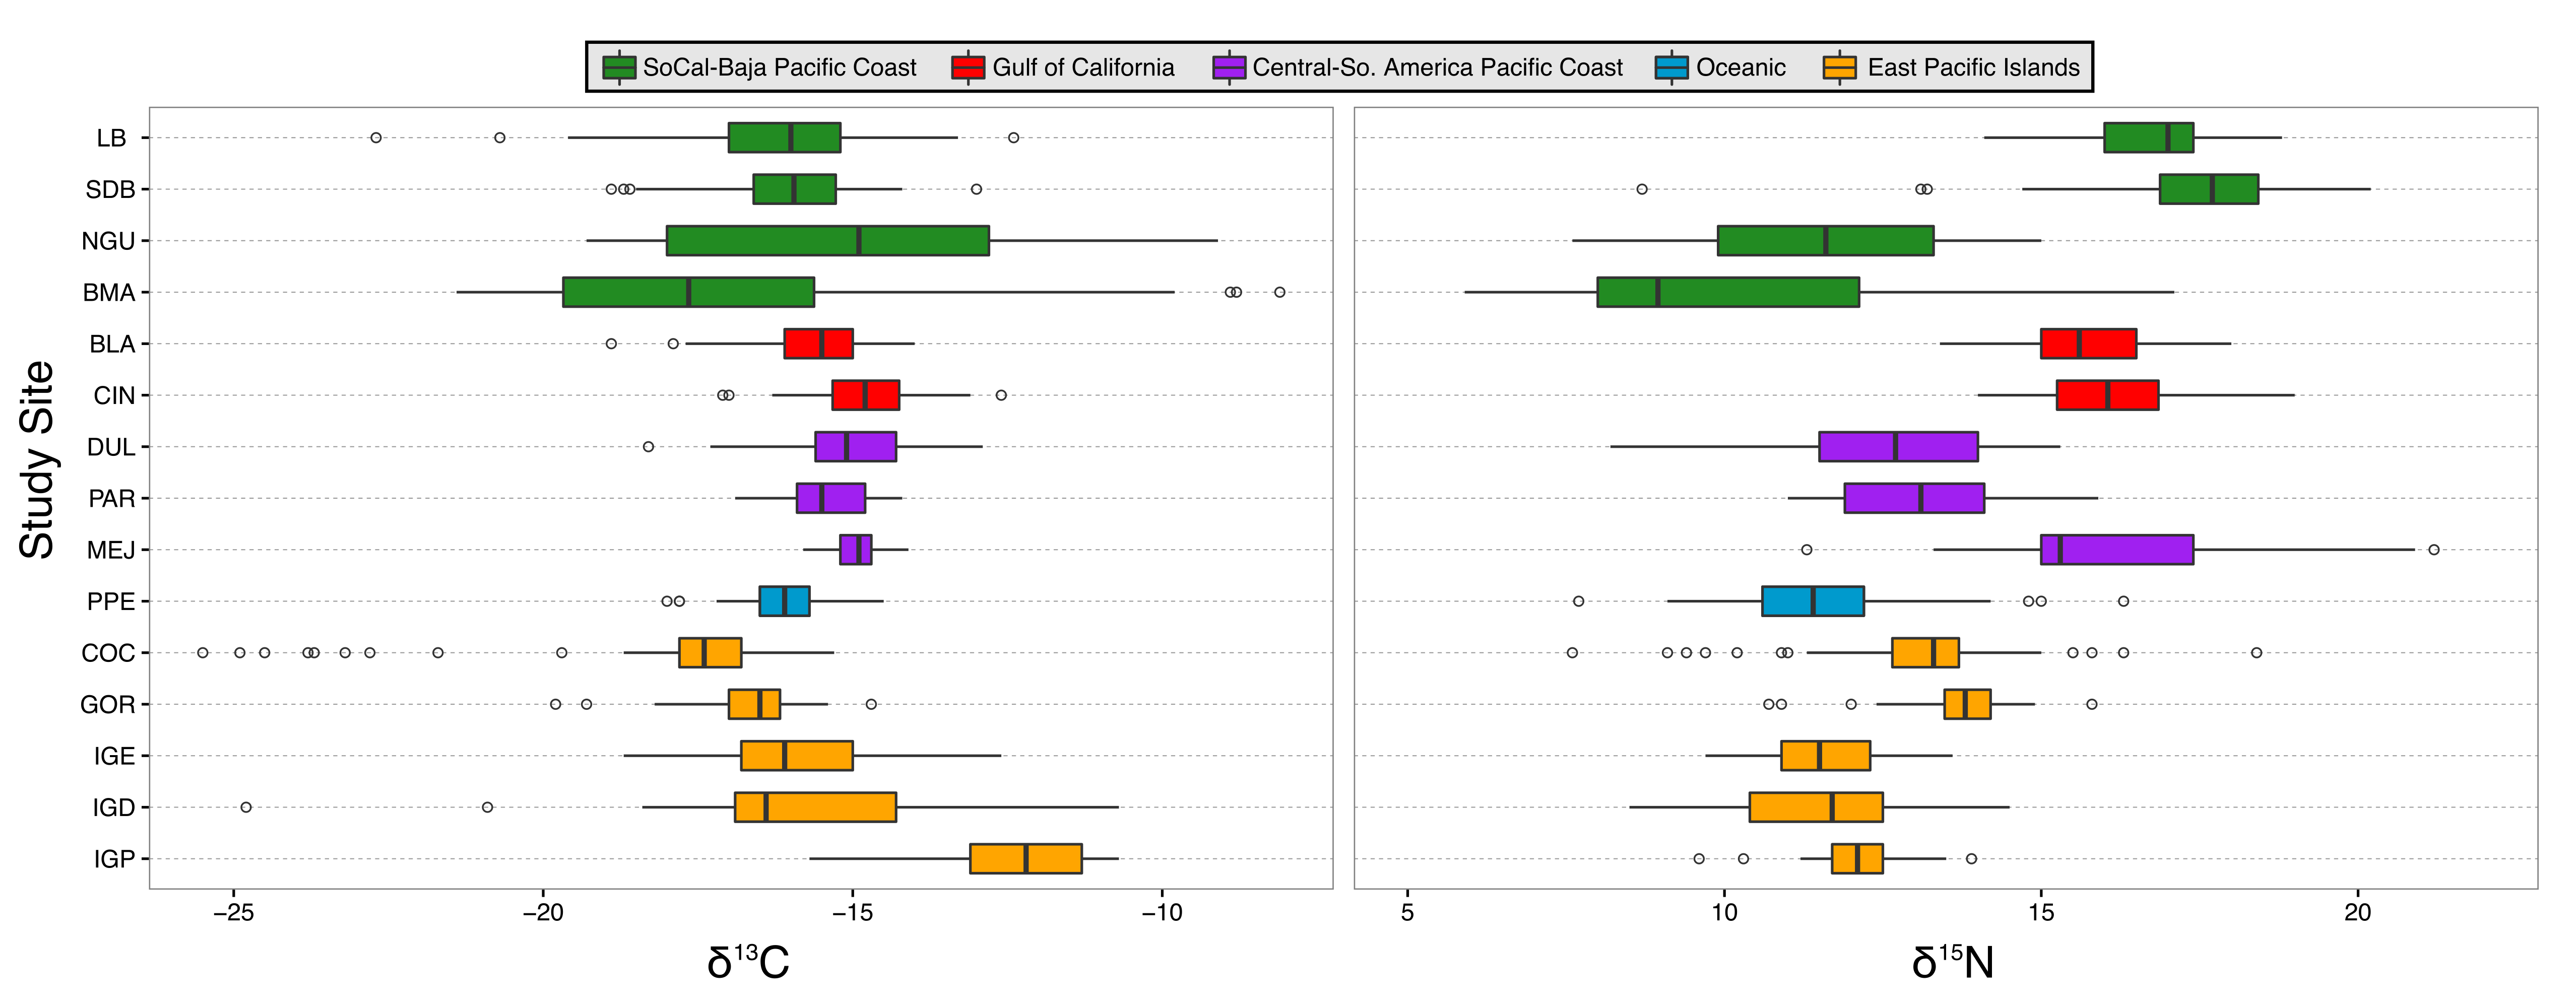 SoCal-Baja Pacific Coast Gulf of California Central-So. America Pacific Coast Oceanic East Pacific Islands
Study Site
LB
SDB
NGU
BMA
BLA
CIN
DUL
PAR
MEJ
PPE
COC
GOR
IGE
IGD
IGP
−25 −20 −15 −10 5 10 15 20
δ¹³C δ¹⁵N